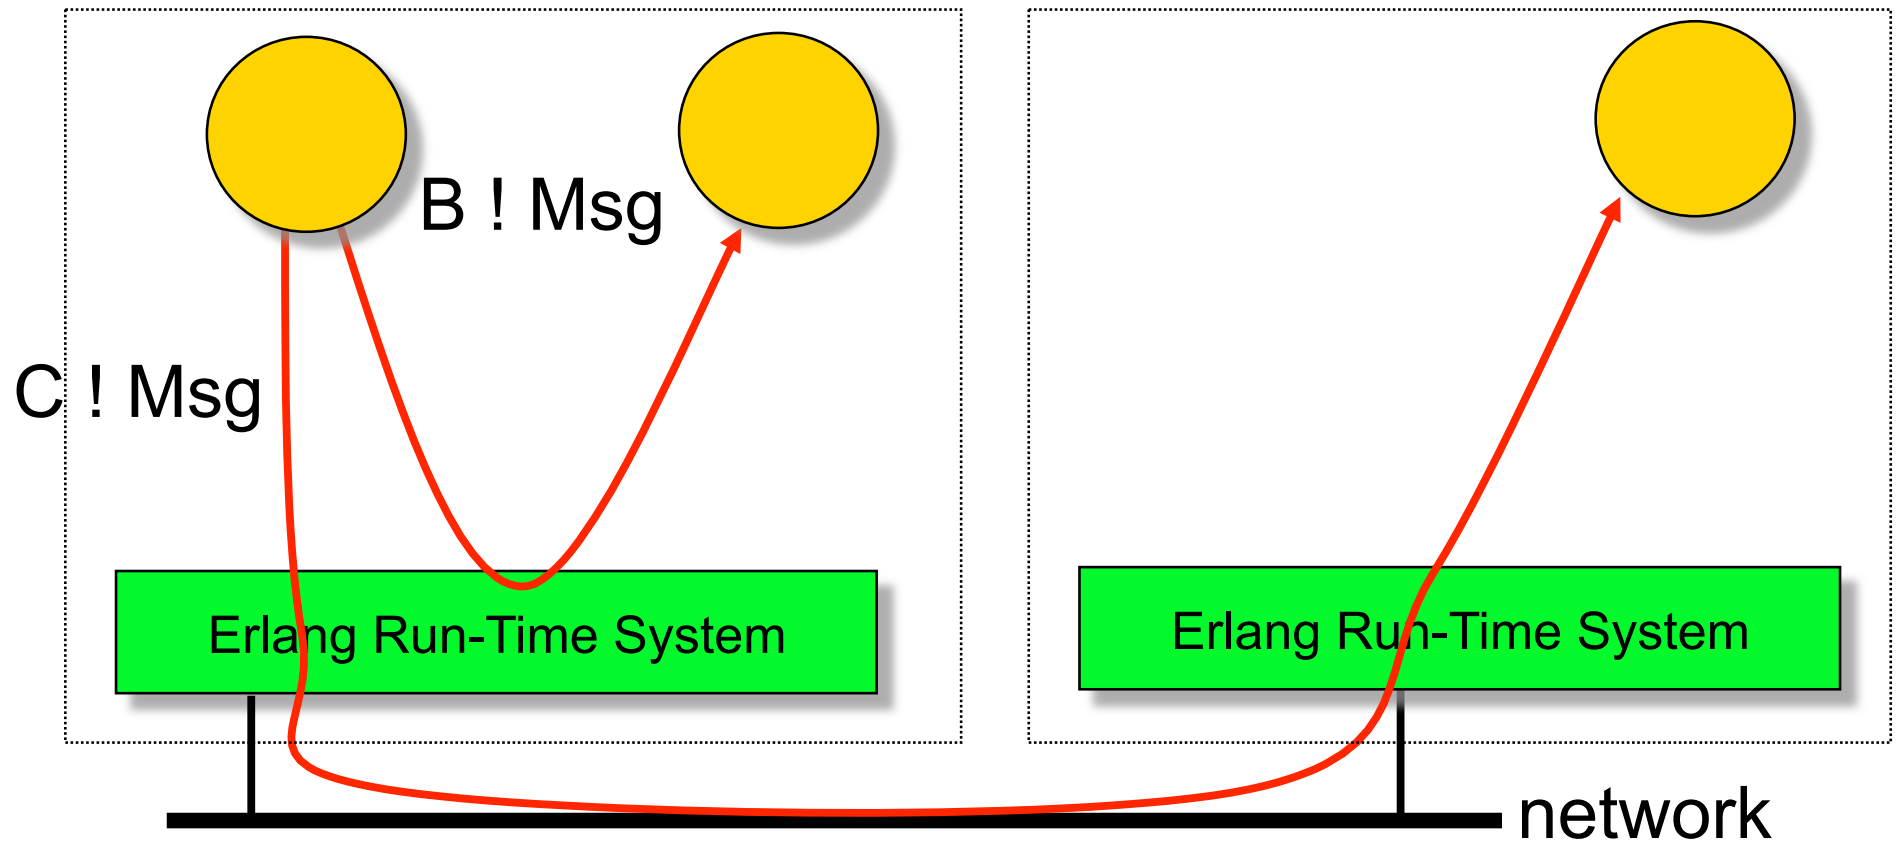 B ! Msg
C ! Msg
Erlang Run-Time System
Erlang Run-Time System
network